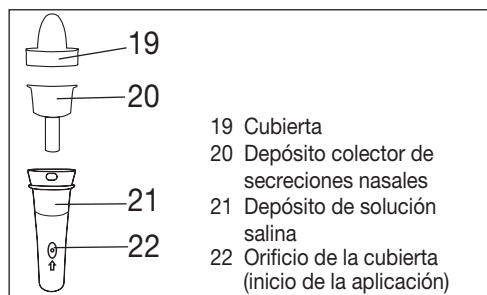 19
20
21
22
19 Cubierta
20 Depósito colector de
secreciones nasales
21 Depósito de solución
salina
22 Orificio de la cubierta
(inicio de la aplicación)